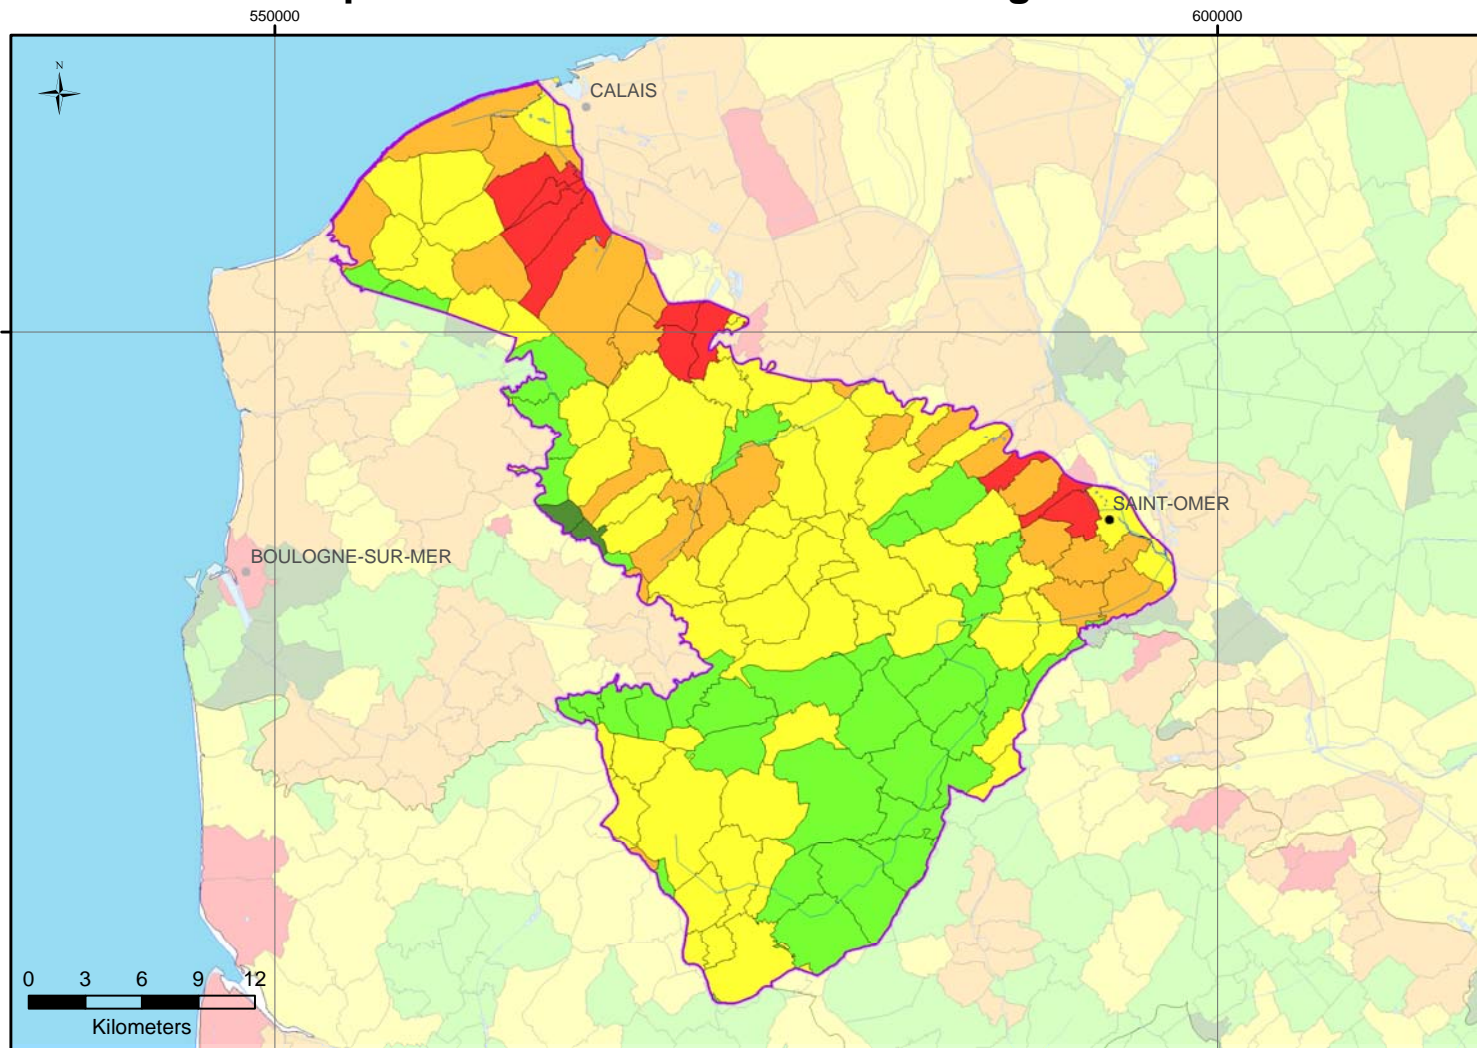 550000
600000
N
CALAIS
SAINT-OMER
BOULOGNE-SUR-MER
0 3 6 9 12
Kilometers